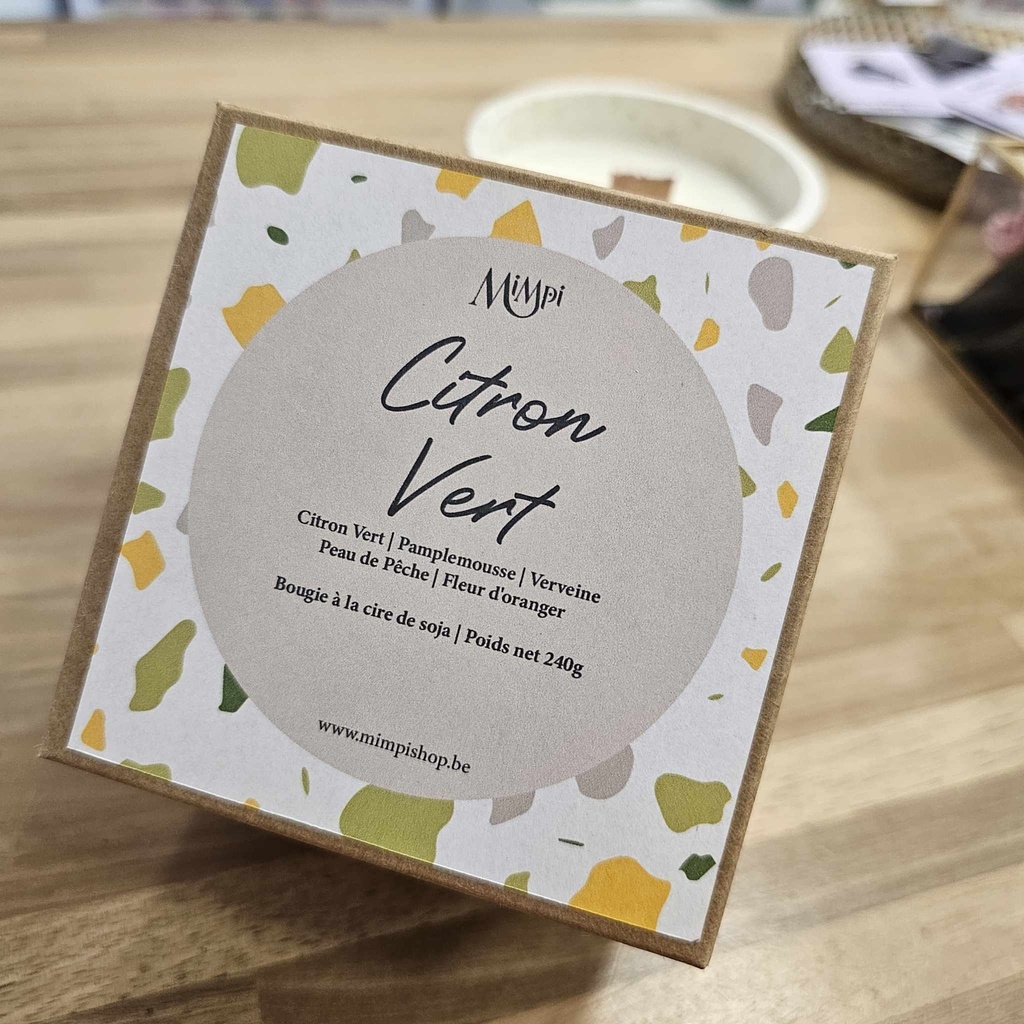 Mimpi
Citron
Vert
Citron Vert | Pamplemousse | Verveine
Peau de Pêche | Fleur d'oranger
Bougie à la cire de soja | Poids net 240g
www.mimpishop.be